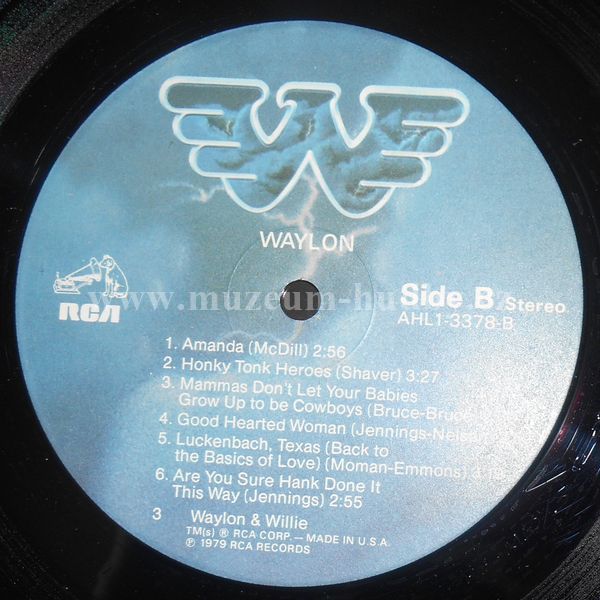 WAYLON
RCA
Side B Stereo
AHL1-3378-B
1. Amanda (McDill) 2:56
2. Honky Tonk Heroes (Shaver) 3:27
3. Mammas Don't Let Your Babies
Grow Up to be Cowboys (Bruce-Bruce
4. Good Hearted Woman (Jennings-Nelson
5. Luckenbach, Texas (Back to
the Basics of Love) (Moman-Emmons)
6. Are You Sure Hank Done It
This Way (Jennings) 2:55
3 Waylon & Willie
TM(s) ® RCA CORP. — MADE IN U.S.A.
℗ 1979 RCA RECORDS